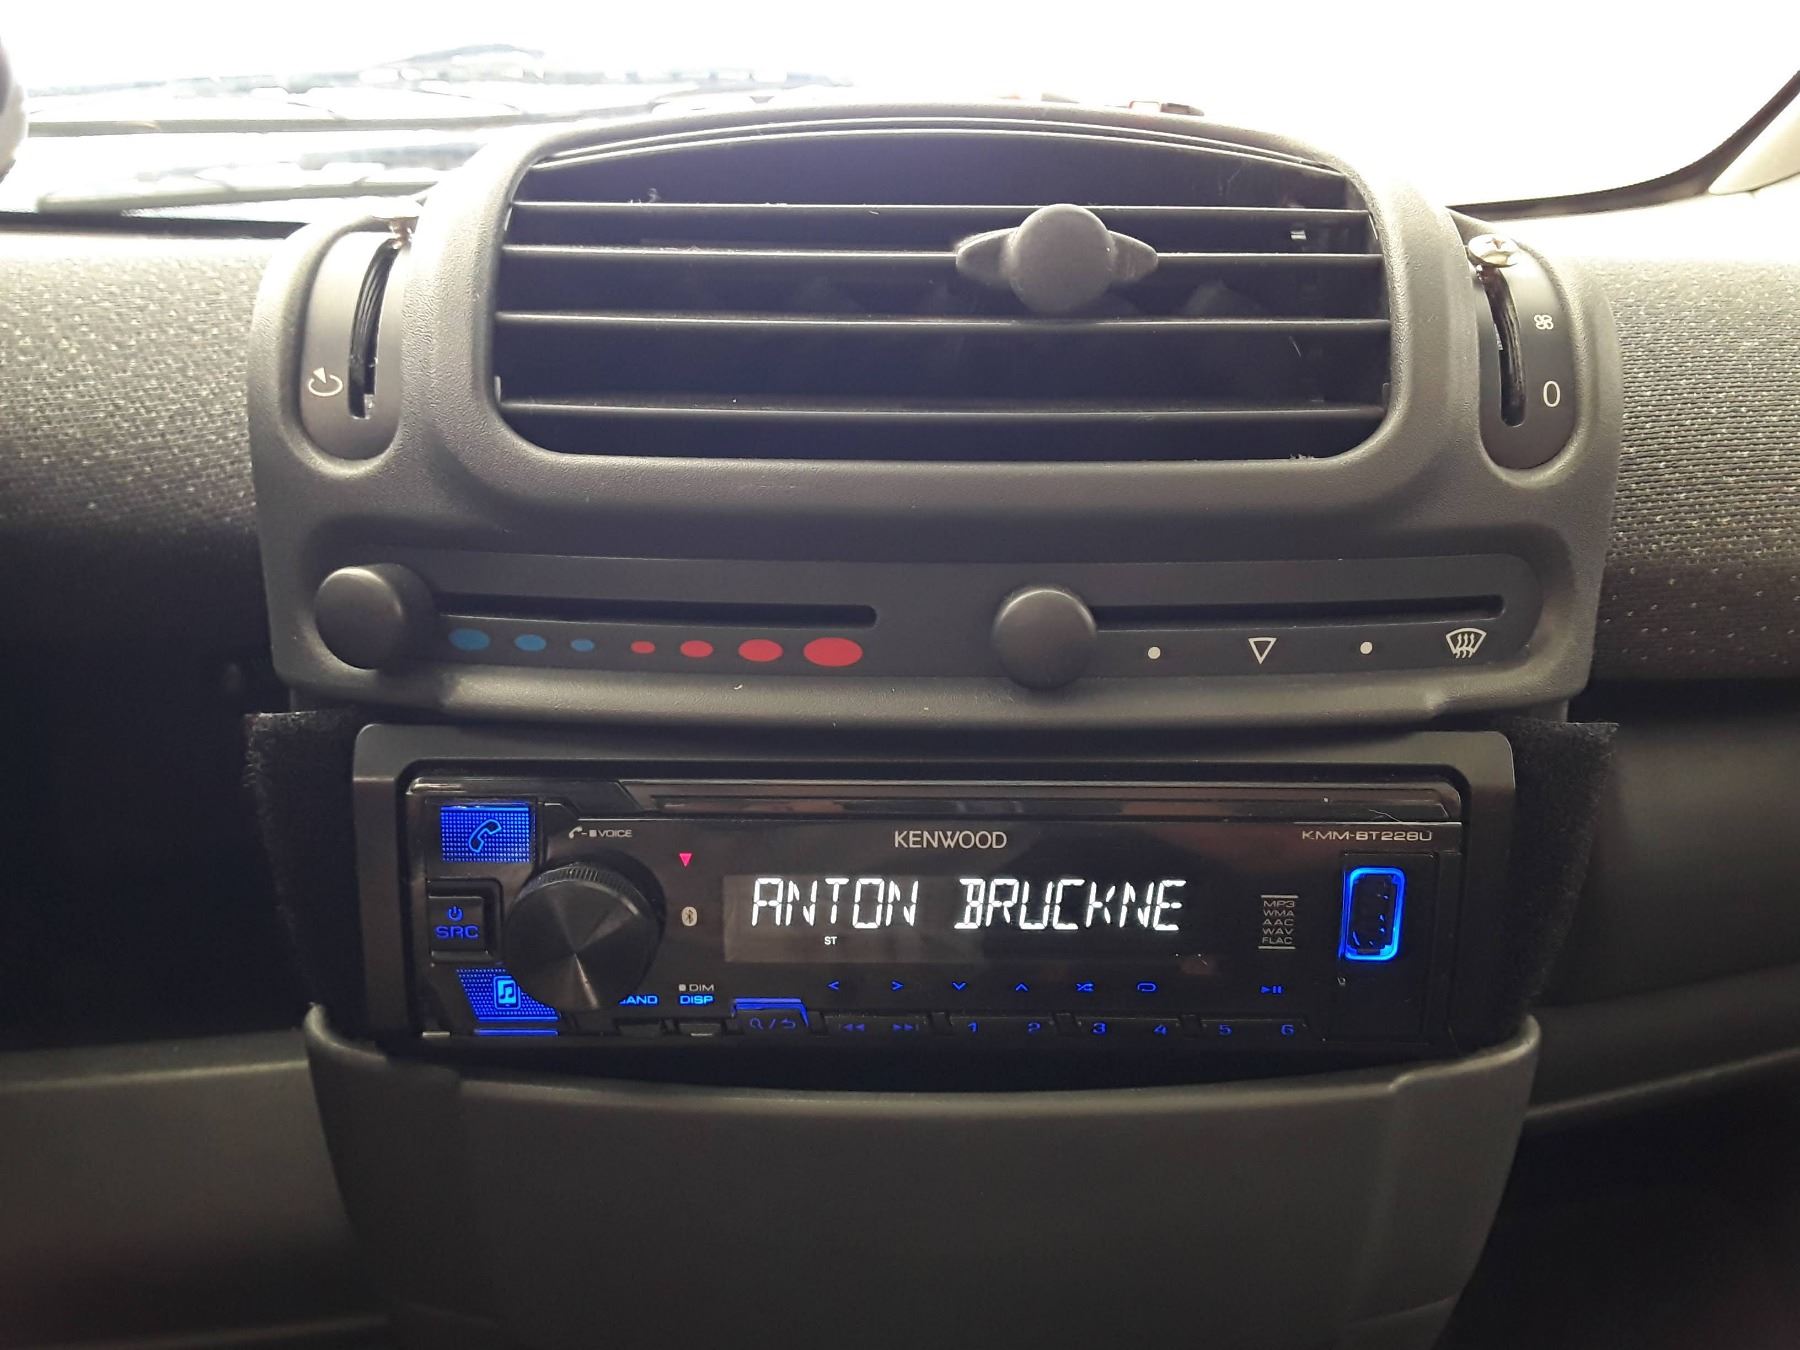 0
VOICE
KENWOOD
KMM-BT228U
ANTON BRUCKNE
ST
MP3
WMA
AAC
WAV
FLAC
SRC
DIM
BAND DISP
1 2 3 4 5 6